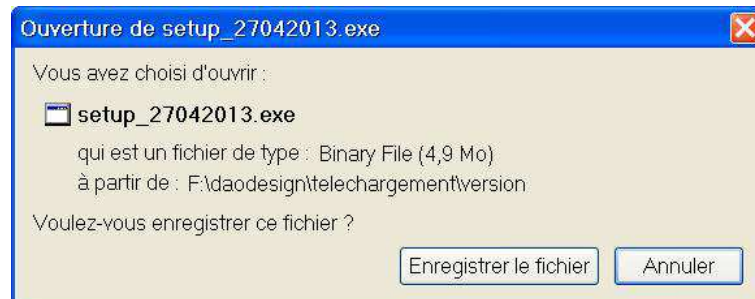 Ouverture de setup_27042013.exe
Vous avez choisi d'ouvrir :
setup_27042013.exe
qui est un fichier de type : Binary File (4,9 Mo)
à partir de : F:\daodesign\telechargement\version
Voulez-vous enregistrer ce fichier ?
Enregistrer le fichier Annuler